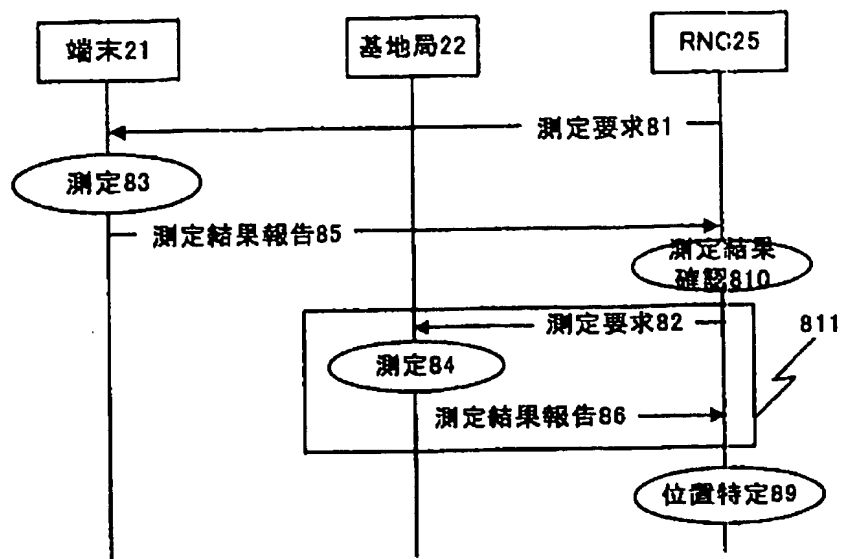 端末21
基地局22
RNC25
測定要求81
測定83
測定結果報告85
測定結果
確認810
測定要求82
811
測定84
測定結果報告86
位置特定89